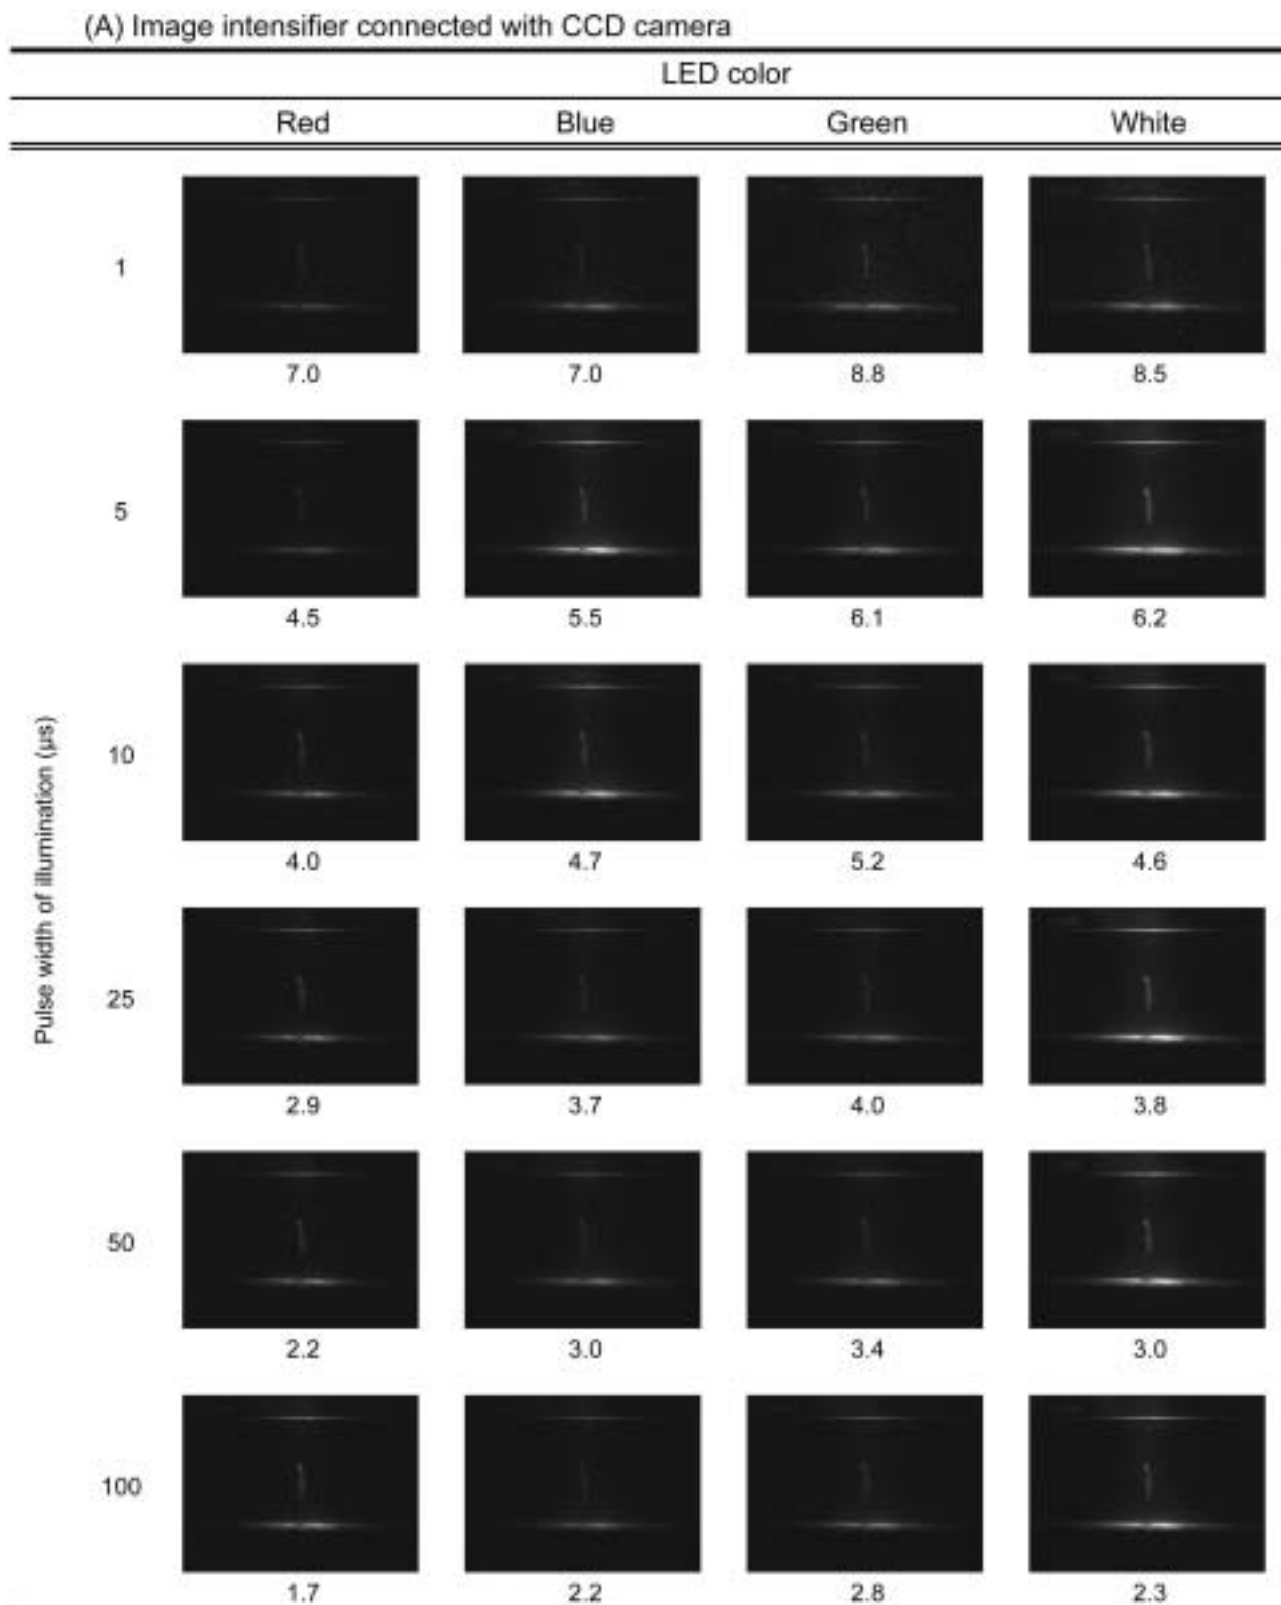 (A) Image intensifier connected with CCD camera
LED color
Red Blue Green White
1
7.0 7.0 8.8 8.5
5
4.5 5.5 6.1 6.2
Pulse width of illumination (µs)
10
4.0 4.7 5.2 4.6
25
2.9 3.7 4.0 3.8
50
2.2 3.0 3.4 3.0
100
1.7 2.2 2.8 2.3